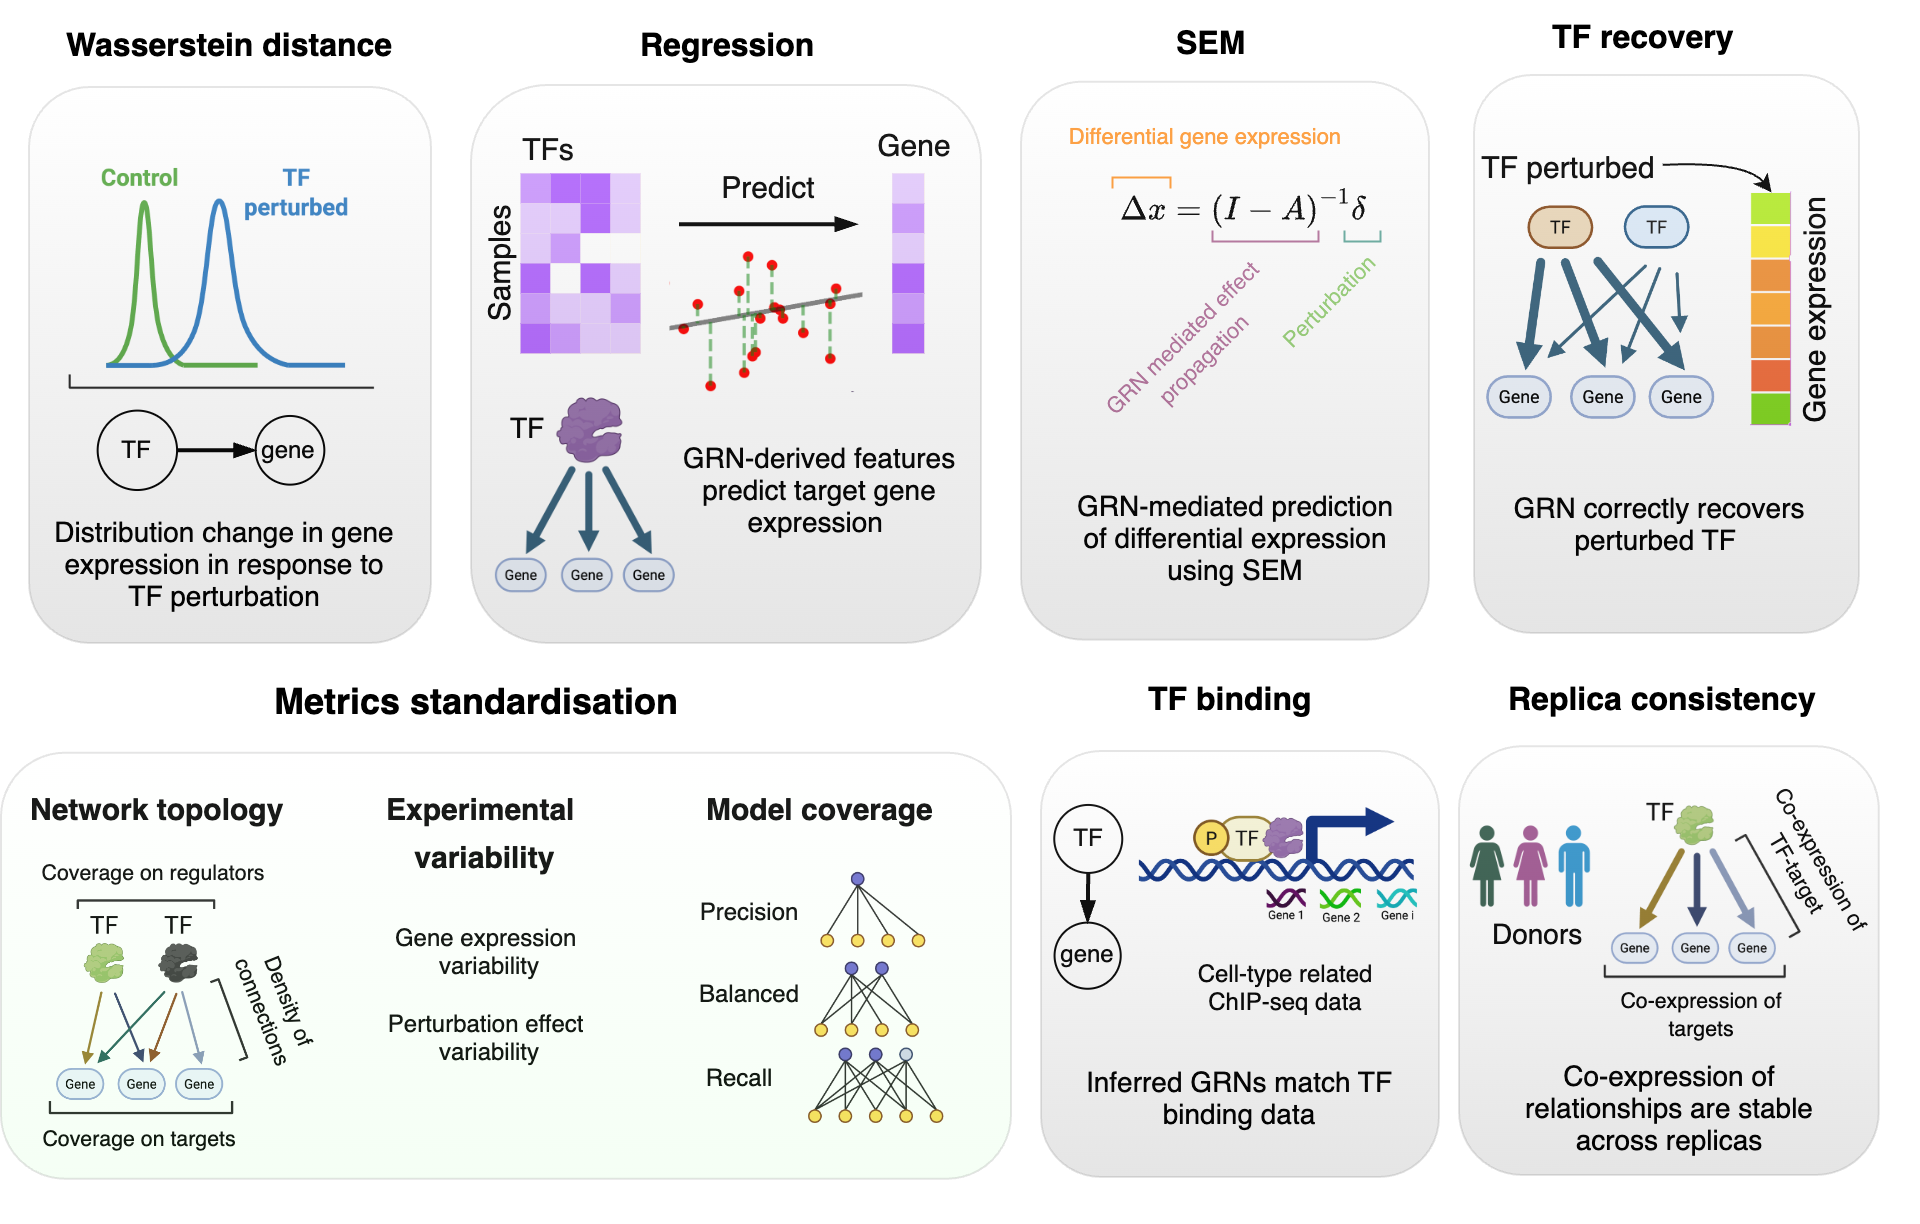 Wasserstein distance
Control
TF
perturbed
TF
gene
Distribution change in gene
expression in response to
TF perturbation
Regression
TFs
Gene
Samples
Predict
TF
Gene
Gene
Gene
GRN-derived features
predict target gene
expression
SEM
Differential gene expression
Δx = (I − A)⁻¹δ
GRN mediated effect
propagation
Perturbation
GRN-mediated prediction
of differential expression
using SEM
TF recovery
TF perturbed
TF
TF
Gene
Gene
Gene
Gene expression
GRN correctly recovers
perturbed TF
Metrics standardisation
Network topology
Coverage on regulators
TF
TF
Density of
connections
Gene
Gene
Gene
Coverage on targets
Experimental
variability
Gene expression
variability
Perturbation effect
variability
Model coverage
Precision
Balanced
Recall
TF binding
TF
gene
P
TF
Gene 1
Gene 2
Gene i
Cell-type related
ChIP-seq data
Inferred GRNs match TF
binding data
Replica consistency
Donors
TF
Co-expression of
TF-target
Gene
Gene
Gene
Co-expression of
targets
Co-expression of
relationships are stable
across replicas